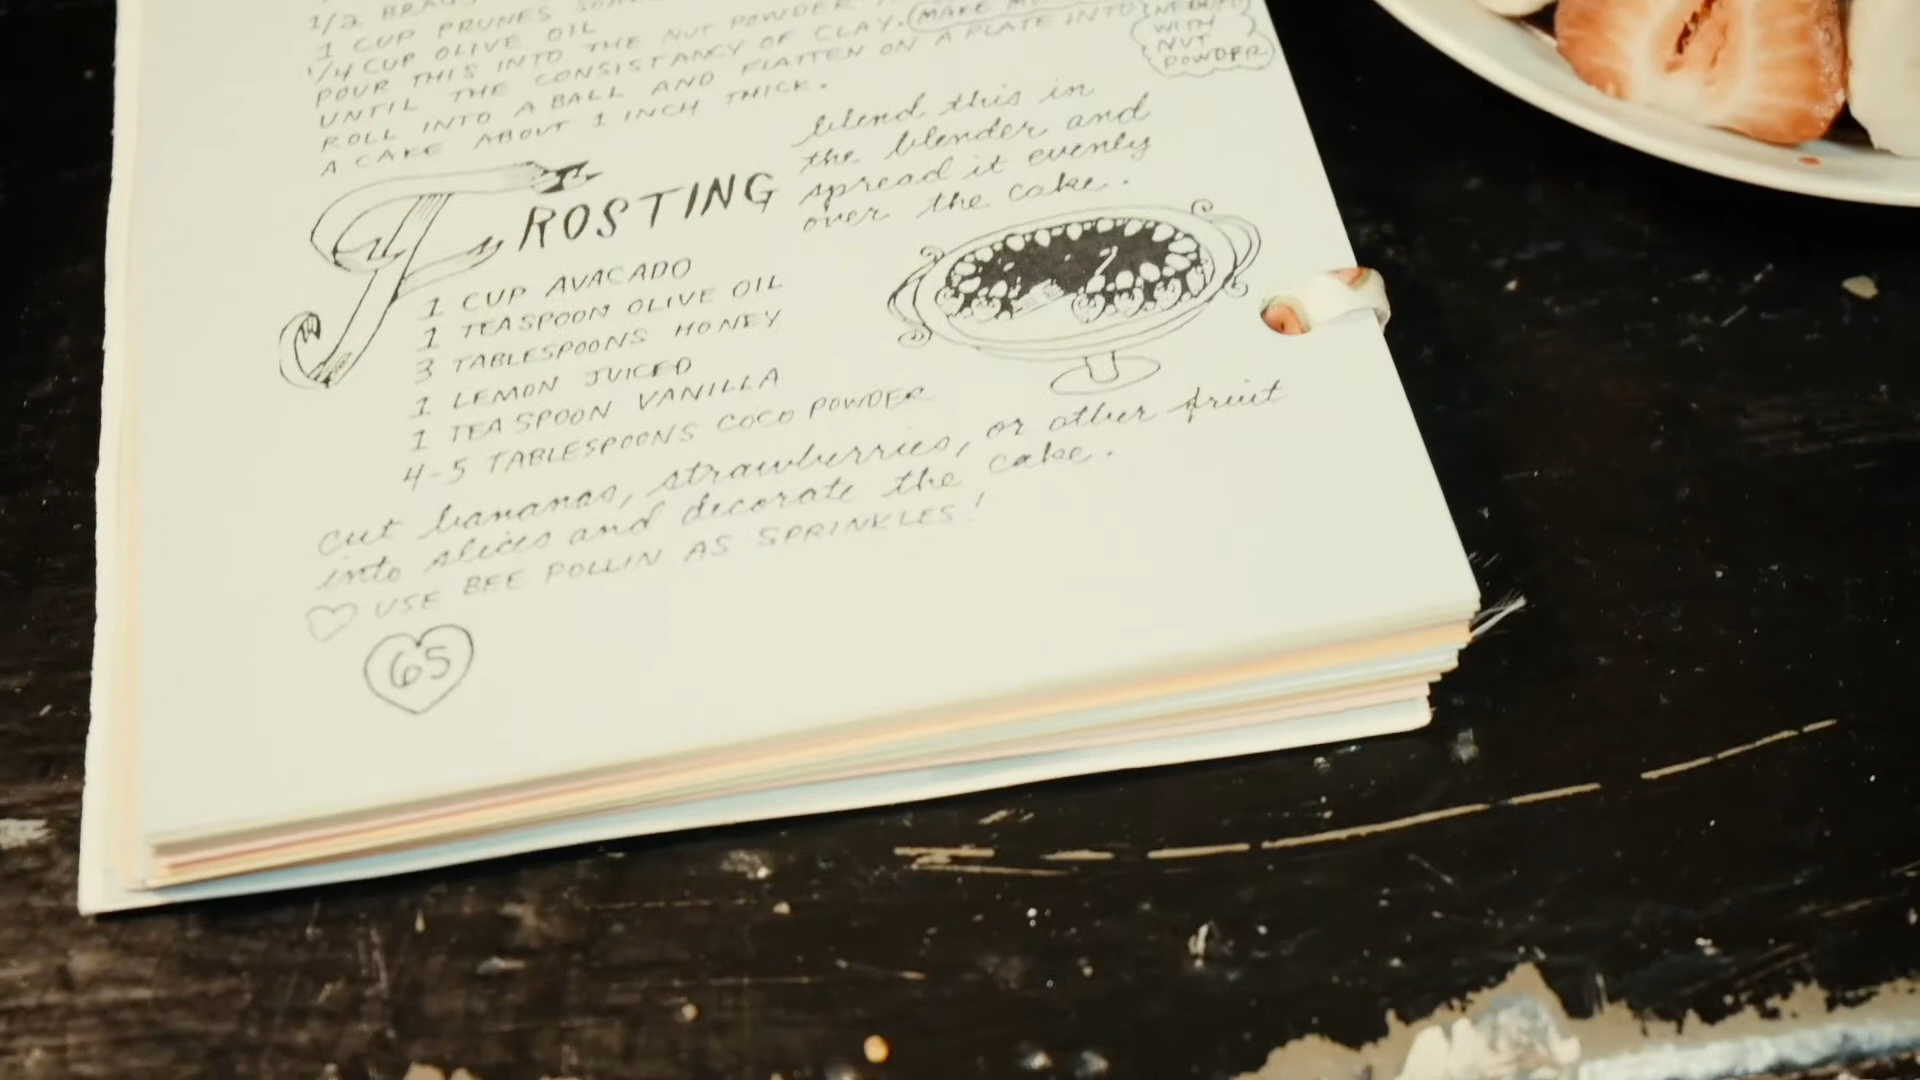 1/2
1 CUP PRUNES
1/4 CUP OLIVE OIL
POUR THIS INTO THE NUT POWDER
UNTIL THE CONSISTANCY OF CLAY. (MAKE
ROLL INTO A BALL AND FLATTEN ON A PLATE INTO
A CAKE ABOUT 1 INCH THICK.
WITH
NUT
POWDER
FROSTING
blend this in
the blender and
spread it evenly
over the cake.
1 CUP AVACADO
1 TEASPOON OLIVE OIL
3 TABLESPOONS HONEY
1 LEMON JUICED
1 TEASPOON VANILLA
4-5 TABLESPOONS COCO POWDER
cut bananas, strawberries, or other fruit
into slices and decorate the cake.
USE BEE POLLIN AS SPRINKLES!
65